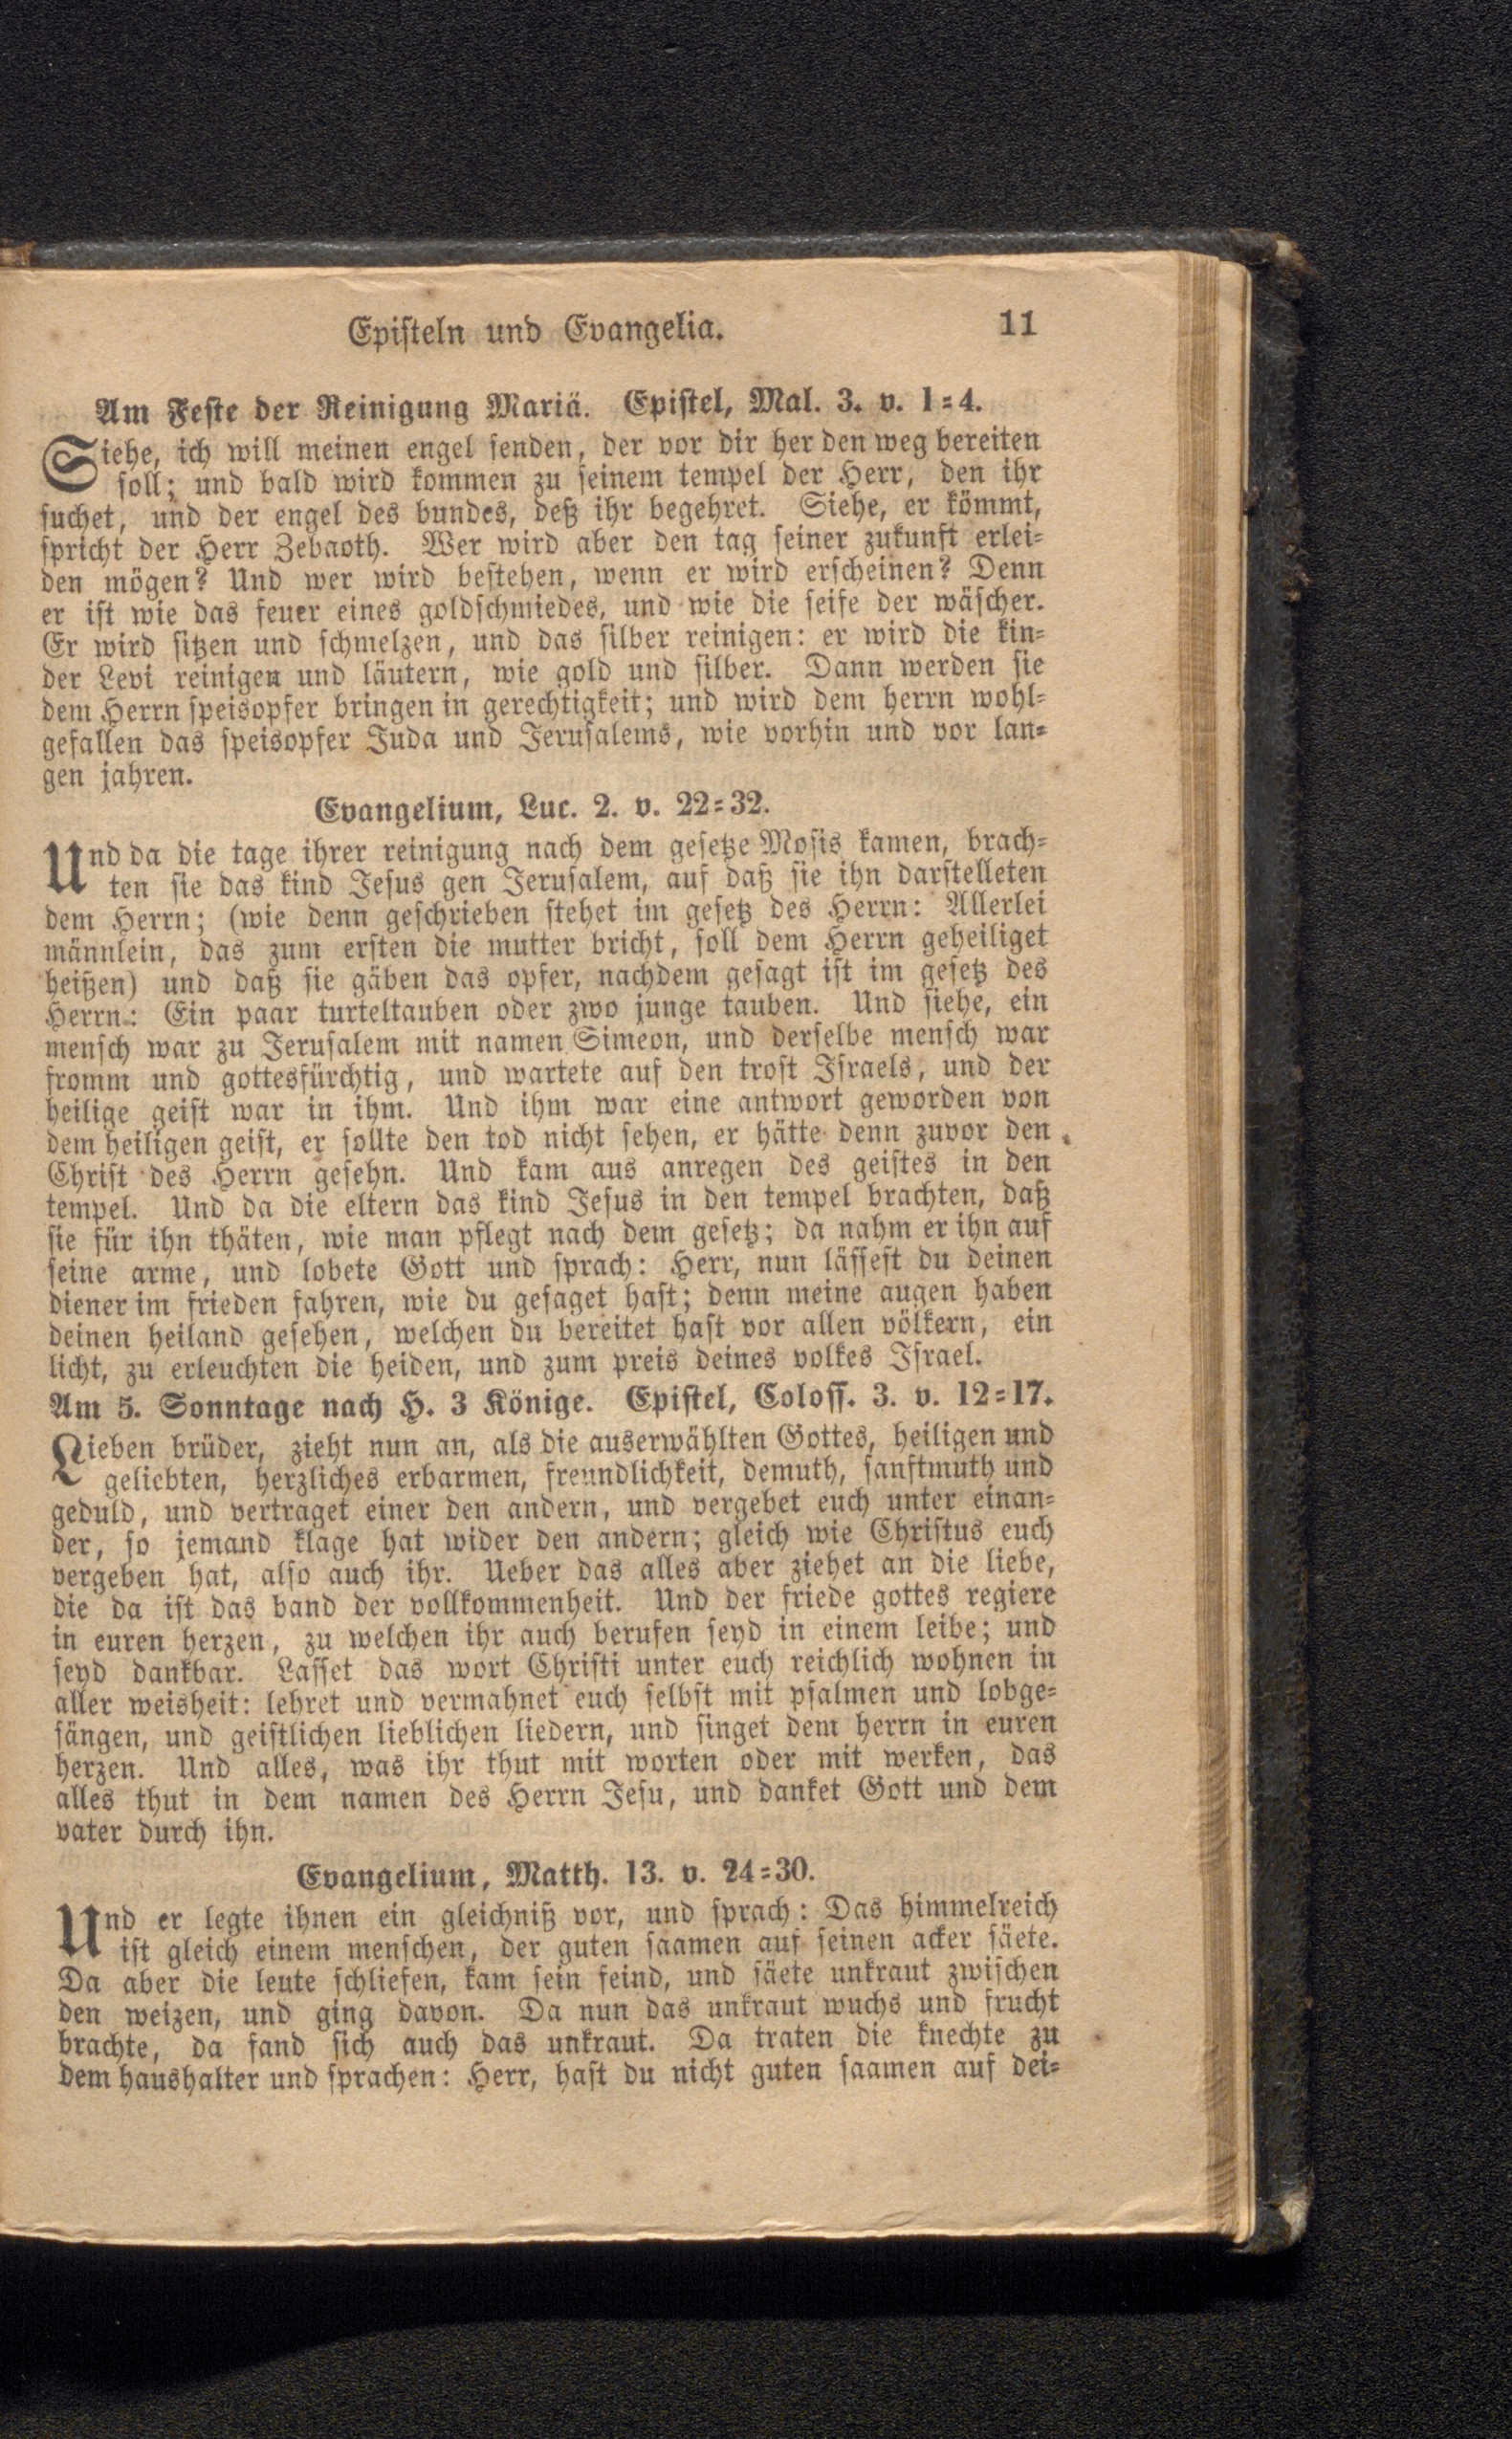 Episteln und Evangelia. 11
Am Feste der Reinigung Mariä. Epistel, Mal. 3. v. 1=4.
Siehe, ich will meinen engel senden, der vor dir her den weg bereiten
soll; und bald wird kommen zu seinem tempel der Herr, den ihr
suchet, und der engel des bundes, deß ihr begehret. Siehe, er kömmt,
spricht der Herr Zebaoth. Wer wird aber den tag seiner zukunft erlei=
den mögen? Und wer wird bestehen, wenn er wird erscheinen? Denn
er ist wie das feuer eines goldschmiedes, und wie die seife der wäscher.
Er wird sitzen und schmelzen, und das silber reinigen: er wird die kin=
der Levi reinigen und läutern, wie gold und silber. Dann werden sie
dem Herrn speisopfer bringen in gerechtigkeit; und wird dem herrn wohl=
gefallen das speisopfer Juda und Jerusalems, wie vorhin und vor lan=
gen jahren.
Evangelium, Luc. 2. v. 22=32.
Und da die tage ihrer reinigung nach dem gesetze Mosis kamen, brach=
ten sie das kind Jesus gen Jerusalem, auf daß sie ihn darstelleten
dem Herrn; (wie denn geschrieben stehet im gesetz des Herrn: Allerlei
männlein, das zum ersten die mutter bricht, soll dem Herrn geheiliget
heißen) und daß sie gäben das opfer, nachdem gesagt ist im gesetz des
Herrn: Ein paar turteltauben oder zwo junge tauben. Und siehe, ein
mensch war zu Jerusalem mit namen Simeon, und derselbe mensch war
fromm und gottesfürchtig, und wartete auf den trost Israels, und der
heilige geist war in ihm. Und ihm war eine antwort geworden von
dem heiligen geist, er sollte den tod nicht sehen, er hätte denn zuvor den
Christ des Herrn gesehn. Und kam aus anregen des geistes in den
tempel. Und da die eltern das kind Jesus in den tempel brachten, daß
sie für ihn thäten, wie man pflegt nach dem gesetz; da nahm er ihn auf
seine arme, und lobete Gott und sprach: Herr, nun lässest du deinen
diener im frieden fahren, wie du gesaget hast; denn meine augen haben
deinen heiland gesehen, welchen du bereitet hast vor allen völkern, ein
licht, zu erleuchten die heiden, und zum preis deines volkes Israel.
Am 5. Sonntage nach H. 3 Könige. Epistel, Coloss. 3. v. 12=17.
Lieben brüder, zieht nun an, als die auserwählten Gottes, heiligen und
geliebten, herzliches erbarmen, freundlichkeit, demuth, sanftmuth und
geduld, und vertraget einer den andern, und vergebet euch unter einan=
der, so jemand klage hat wider den andern; gleich wie Christus euch
vergeben hat, also auch ihr. Ueber das alles aber ziehet an die liebe,
die da ist das band der vollkommenheit. Und der friede gottes regiere
in euren herzen, zu welchen ihr auch berufen seyd in einem leibe; und
seyd dankbar. Lasset das wort Christi unter euch reichlich wohnen in
aller weisheit: lehret und vermahnet euch selbst mit psalmen und lobge=
sängen, und geistlichen lieblichen liedern, und singet dem herrn in euren
herzen. Und alles, was ihr thut mit worten oder mit werken, das
alles thut in dem namen des Herrn Jesu, und danket Gott und dem
vater durch ihn.
Evangelium, Matth. 13. v. 24=30.
Und er legte ihnen ein gleichniß vor, und sprach: Das himmelreich
ist gleich einem menschen, der guten saamen auf seinen acker säete.
Da aber die leute schliefen, kam sein feind, und säete unkraut zwischen
den weizen, und ging davon. Da nun das unkraut wuchs und frucht
brachte, da fand sich auch das unkraut. Da traten die knechte zu
dem haushalter und sprachen: Herr, hast du nicht guten saamen auf dei=